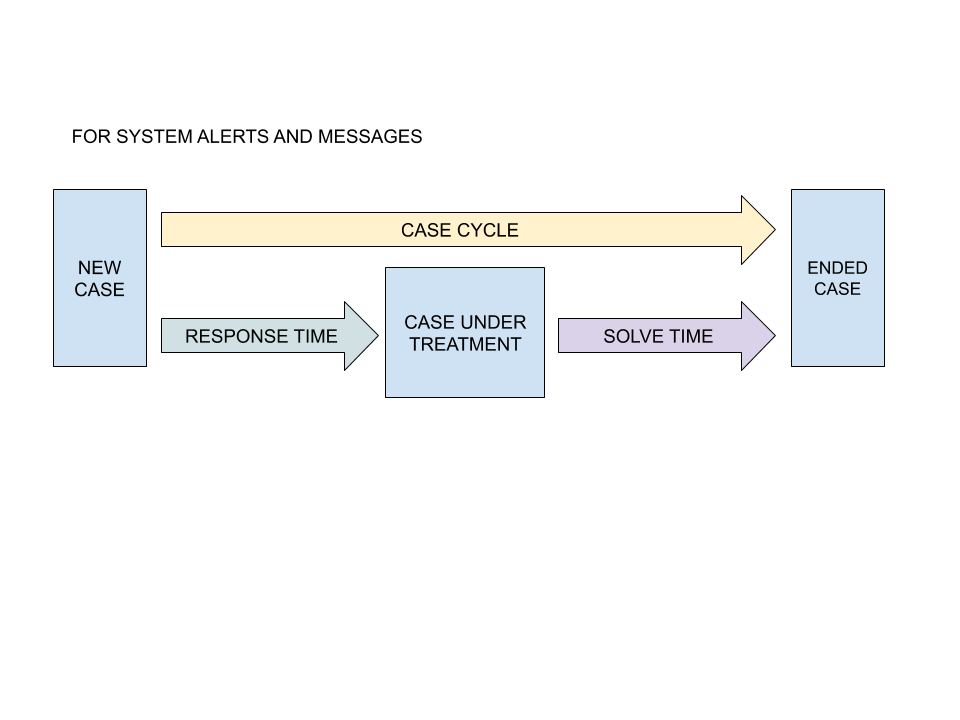 FOR SYSTEM ALERTS AND MESSAGES
NEW
CASE
CASE CYCLE
RESPONSE TIME
CASE UNDER
TREATMENT
SOLVE TIME
ENDED
CASE